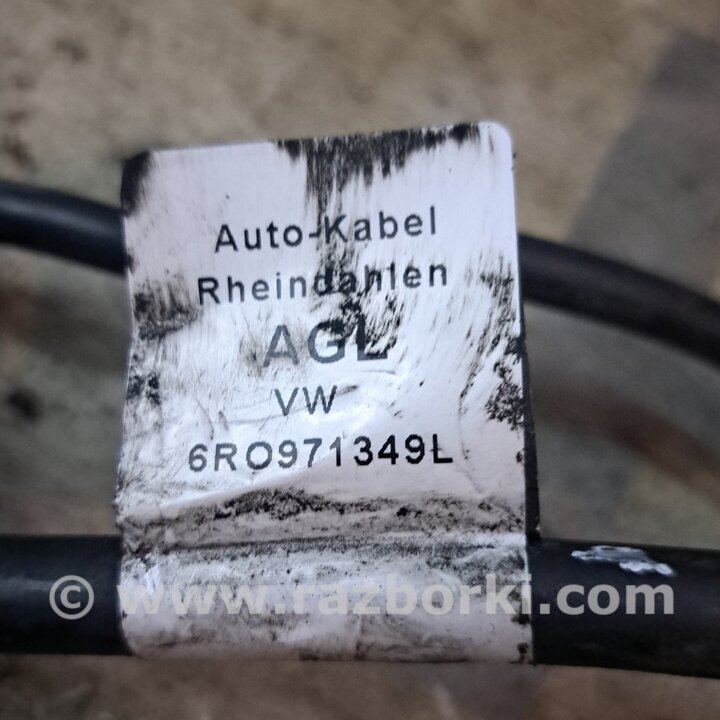 Auto-Kabel
Rheindahlen
AGL
VW
6R0971349L
© www.razborki.com